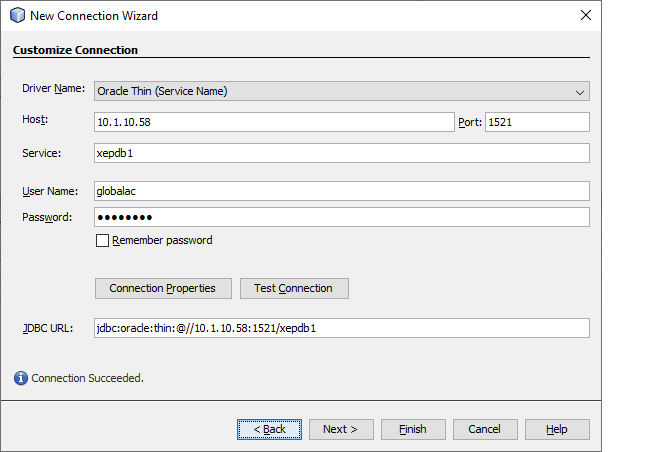 New Connection Wizard
Customize Connection
Driver Name: Oracle Thin (Service Name)
Host: 10.1.10.58 Port: 1521
Service: xepdb1
User Name: globalac
Password: ●●●●●●●●
Remember password
Connection Properties Test Connection
JDBC URL: jdbc:oracle:thin:@//10.1.10.58:1521/xepdb1
Connection Succeeded.
< Back Next > Finish Cancel Help